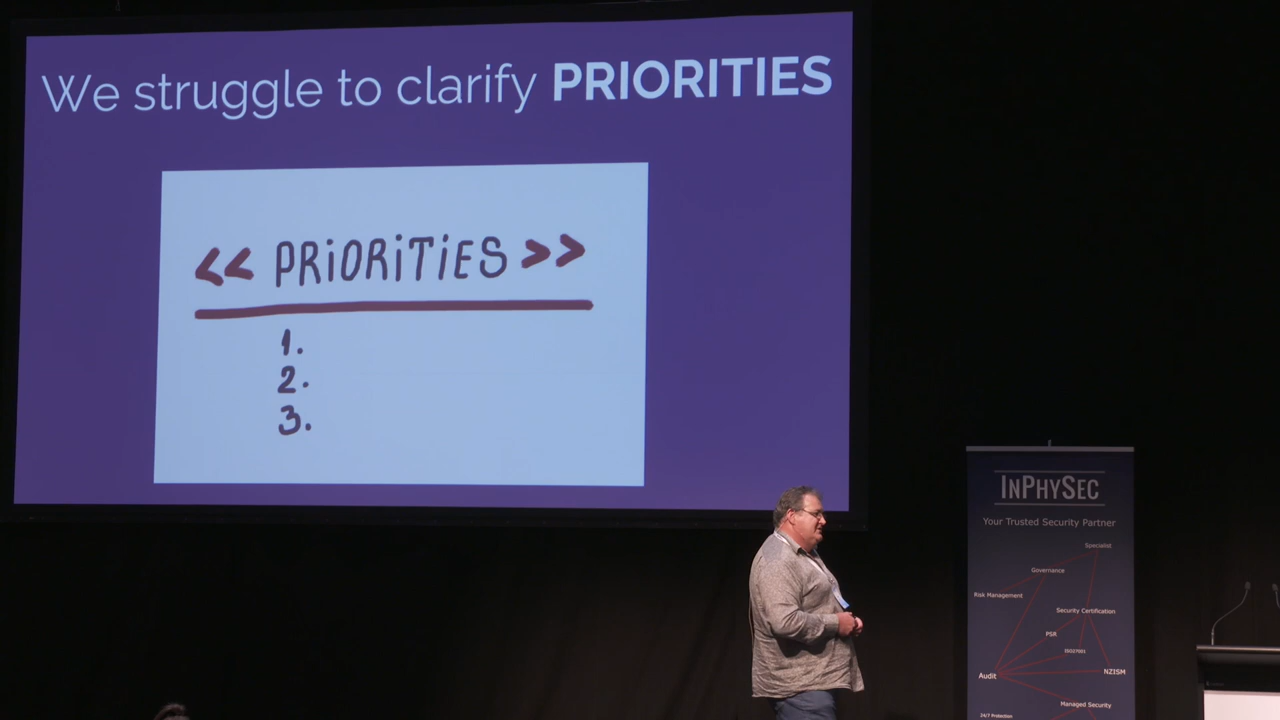 We struggle to clarify PRIORITIES
<< PRiORiTiES >>
1.
2.
3.
INPHYSEC
Your Trusted Security Partner
Specialist
Governance
Risk Management
Security Certification
PSR
ISO27001
Audit
NZISM
Managed Security
24/7 Protection